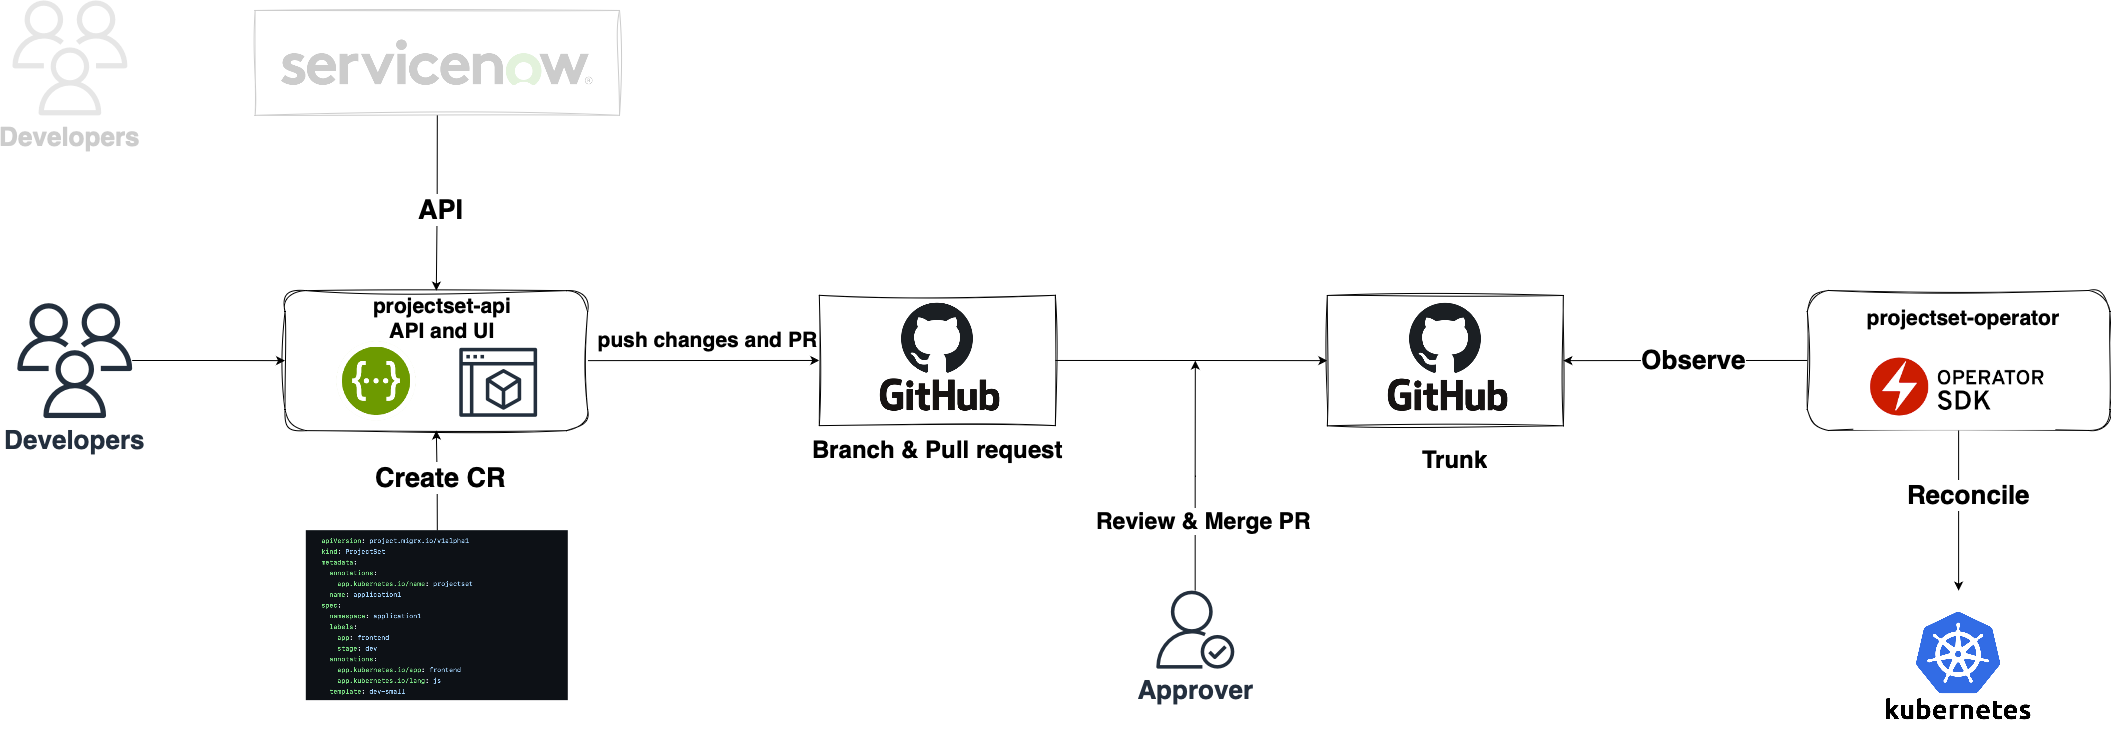 servicenow
Developers
API
projectset-api
API and UI
{...}
Developers
push changes and PR
GitHub
Branch & Pull request
GitHub
Trunk
Observe
projectset-operator
OPERATOR
SDK
Create CR
Reconcile
Review & Merge PR
apiVersion: project.migrx.io/v1alpha1
kind: ProjectSet
metadata:
annotations:
app.kubernetes.io/name: projectset
name: application1
spec:
namespace: application1
labels:
app: frontend
stage: dev
annotations:
app.kubernetes.io/app: frontend
app.kubernetes.io/lang: js
template: dev-small
Approver
kubernetes